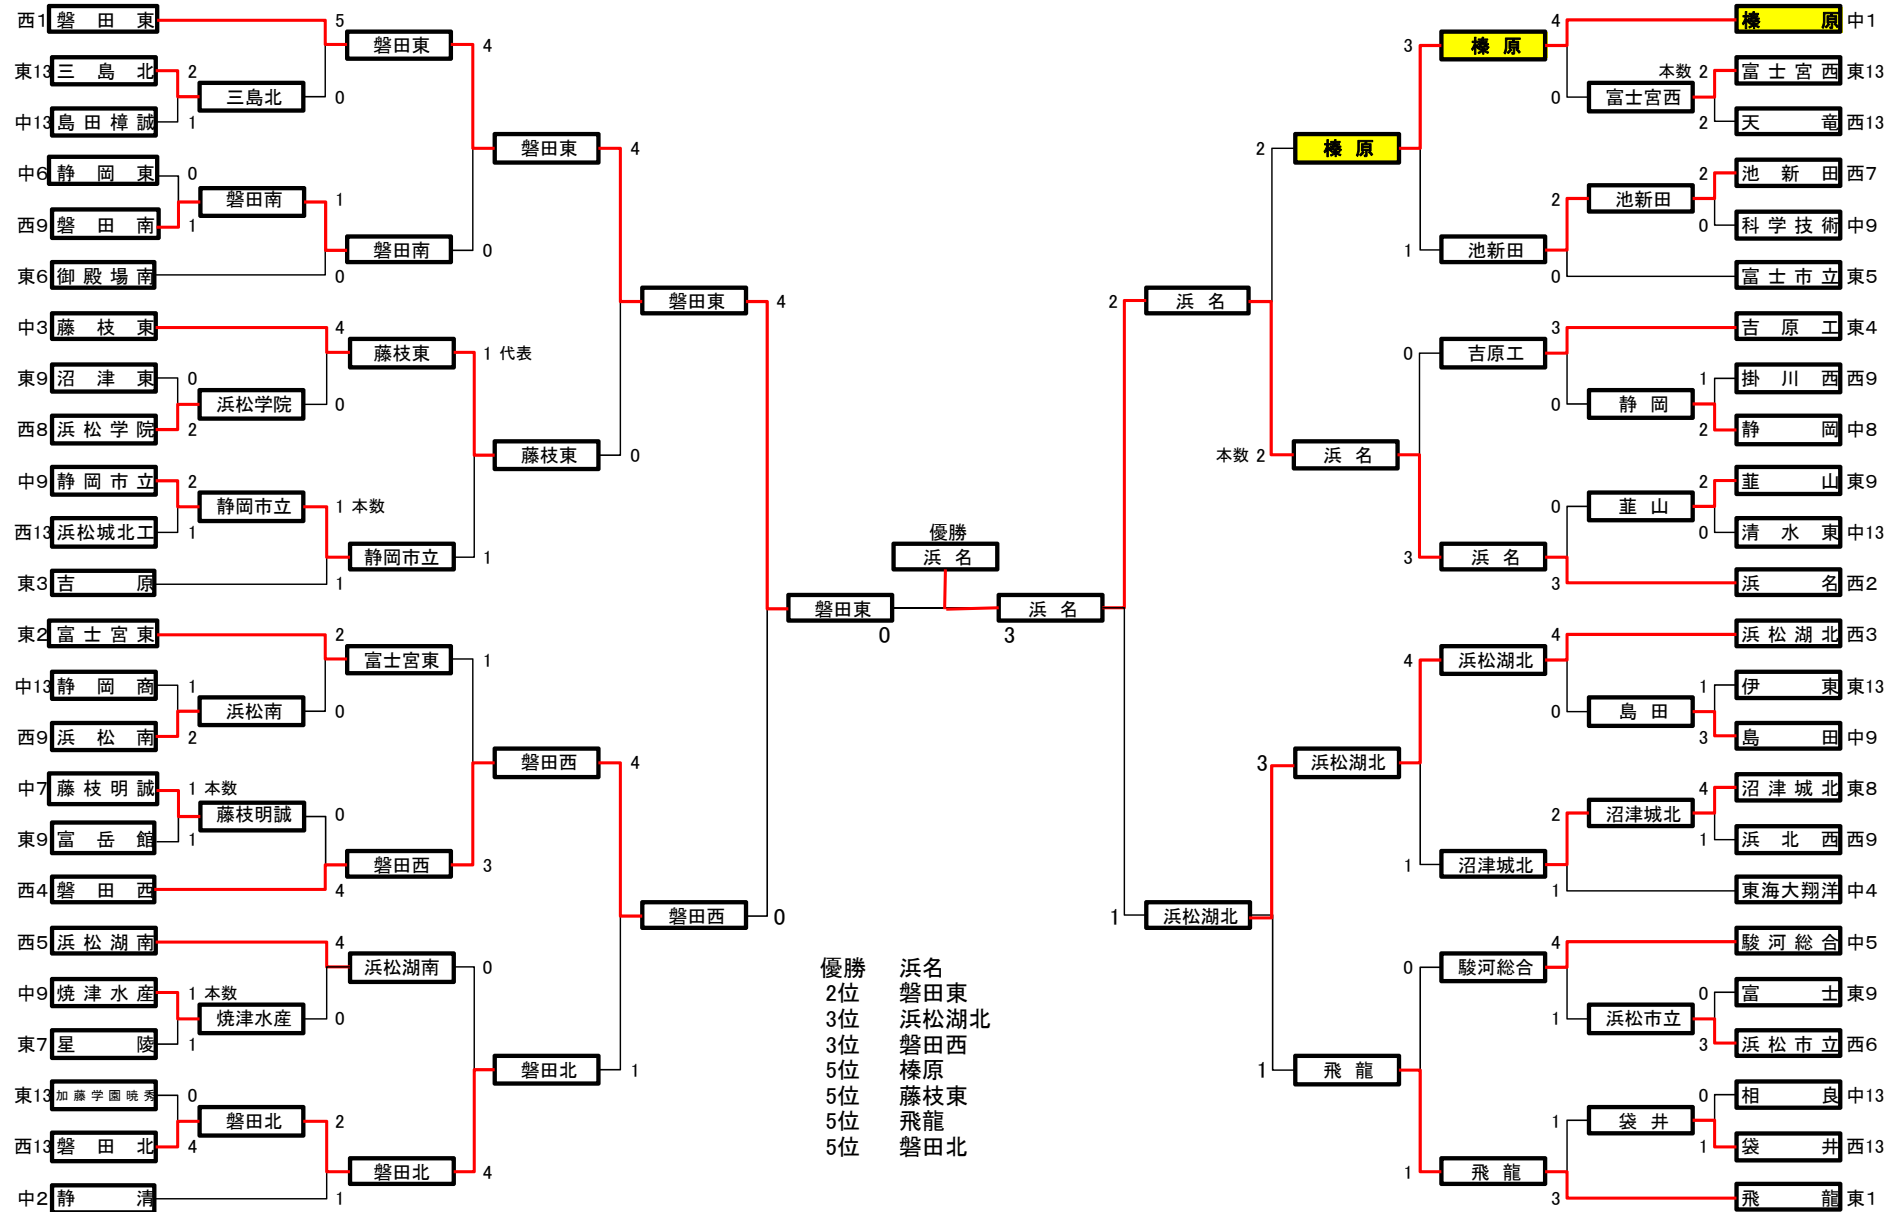 西1 磐田東 5
磐田東 4
東13 三島北 2
三島北 0
中13 島田樟誠 1
磐田東 4
中6 静岡東 0
磐田南 1
西9 磐田南 1
磐田南 0
東6 御殿場南 0
磐田東 4
中3 藤枝東 4
藤枝東 1 代表
東9 沼津東 0
浜松学院 0
西8 浜松学院 2
藤枝東 0
中9 静岡市立 2
静岡市立 1 本数
西13 浜松城北工 1
静岡市立 1
東3 吉原 1
磐田東 0
東2 富士宮東 2
富士宮東 1
中13 静岡商 1
浜松南 0
西9 浜松南 2
磐田西 4
中7 藤枝明誠 1 本数
藤枝明誠 0
東9 富岳館 1
磐田西 3
西4 磐田西 4
磐田西 0
西5 浜松湖南 4
浜松湖南 0
中9 焼津水産 1 本数
焼津水産 0
東7 星陵 1
磐田北 1
東13 加藤学園暁秀 0
磐田北 2
西13 磐田北 4
磐田北 4
中2 静清 1
優勝
浜名
浜名 3
4 榛原 中1
3 榛原
本数 2 富士宮西 東13
0 富士宮西
2 天竜 西13
2 榛原
2 池新田 西7
2 池新田
0 科学技術 中9
1 池新田
0 富士市立 東5
2 浜名
3 吉原工 東4
0 吉原工
1 掛川西 西9
0 静岡
2 静岡 中8
本数 2 浜名
2 韮山 東9
0 韮山
0 清水東 中13
3 浜名
3 浜名 西2
4 浜松湖北 西3
4 浜松湖北
1 伊東 東13
0 島田
3 島田 中9
3 浜松湖北
4 沼津城北 東8
2 沼津城北
1 浜北西 西9
1 沼津城北
1 東海大翔洋 中4
1 浜松湖北
4 駿河総合 中5
0 駿河総合
0 富士 東9
1 浜松市立
3 浜松市立 西6
1 飛龍
0 相良 中13
1 袋井
1 袋井 西13
1 飛龍
3 飛龍 東1
優勝 浜名
2位 磐田東
3位 浜松湖北
3位 磐田西
5位 榛原
5位 藤枝東
5位 飛龍
5位 磐田北